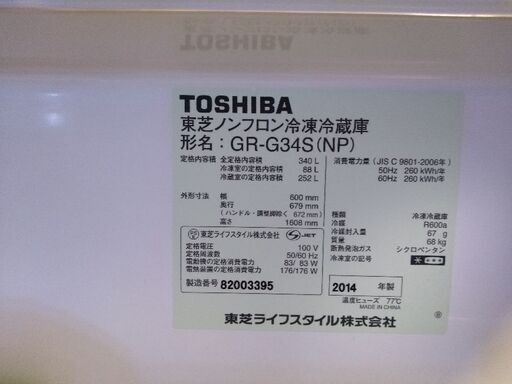 TOSHIBA
TOSHIBA
東芝ノンフロン冷凍冷蔵庫
形名：GR-G34S(NP)
定格内容積 全定格内容積 340 L
冷凍室の定格内容積 88 L
冷蔵室の定格内容積 252 L
消費電力量(JIS C 9801-2006年)
50Hz 260 kWh/年
60Hz 260 kWh/年
外形寸法 幅 600 mm
奥行 679 mm
(ハンドル・調整脚除く 672 mm)
高さ 1608 mm
種類 冷凍冷蔵庫
冷媒 R600a
冷媒封入量 67 g
質量 68 kg
断熱発泡ガス シクロペンタン
冷凍室の記号
東芝ライフスタイル株式会社 JET
定格電圧 100 V
定格周波数 50/60 Hz
電動機の定格消費電力 83/ 83 W
電熱装置の定格消費電力 176/176 W
製造番号 82003395
2014 年製
温度ヒューズ 77℃
MADE IN CHINA
東芝ライフスタイル株式会社